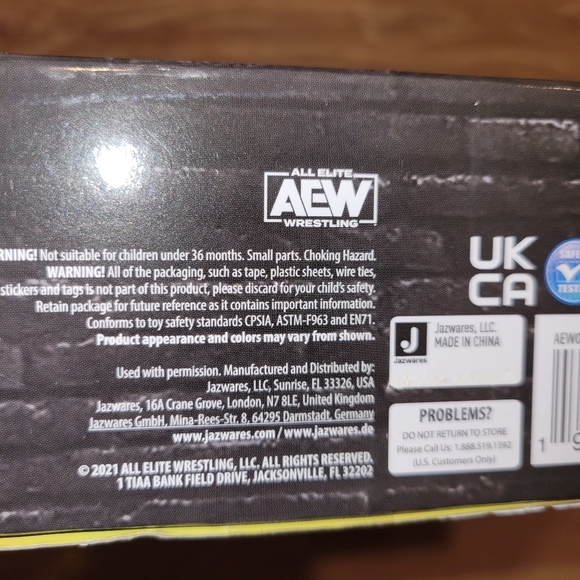 ALL ELITE
AEW
WRESTLING
RNING! Not suitable for children under 36 months. Small parts. Choking Hazard.
WARNING! All of the packaging, such as tape, plastic sheets, wire ties,
stickers and tags is not part of this product, please discard for your child's safety.
Retain package for future reference as it contains important information.
Conforms to toy safety standards CPSIA, ASTM-F963 and EN71.
Product appearance and colors may vary from shown.
Used with permission. Manufactured and Distributed by:
Jazwares, LLC, Sunrise, FL 33326, USA
Jazwares, 16A Crane Grove, London, N7 8LE, United Kingdom
Jazwares GmbH, Mina-Rees-Str. 8, 64295 Darmstadt, Germany
www.jazwares.com / www.jazwares.de
© 2021 ALL ELITE WRESTLING, LLC. ALL RIGHTS RESERVED.
1 TIAA BANK FIELD DRIVE, JACKSONVILLE, FL 32202
UK
CA
SAFE
TESTE
J
Jazwares
Jazwares, LLC.
MADE IN CHINA
PROBLEMS?
DO NOT RETURN TO STORE
Please Call Us: 1.888.519.1392
(U.S. Customers Only)
AEW0
1